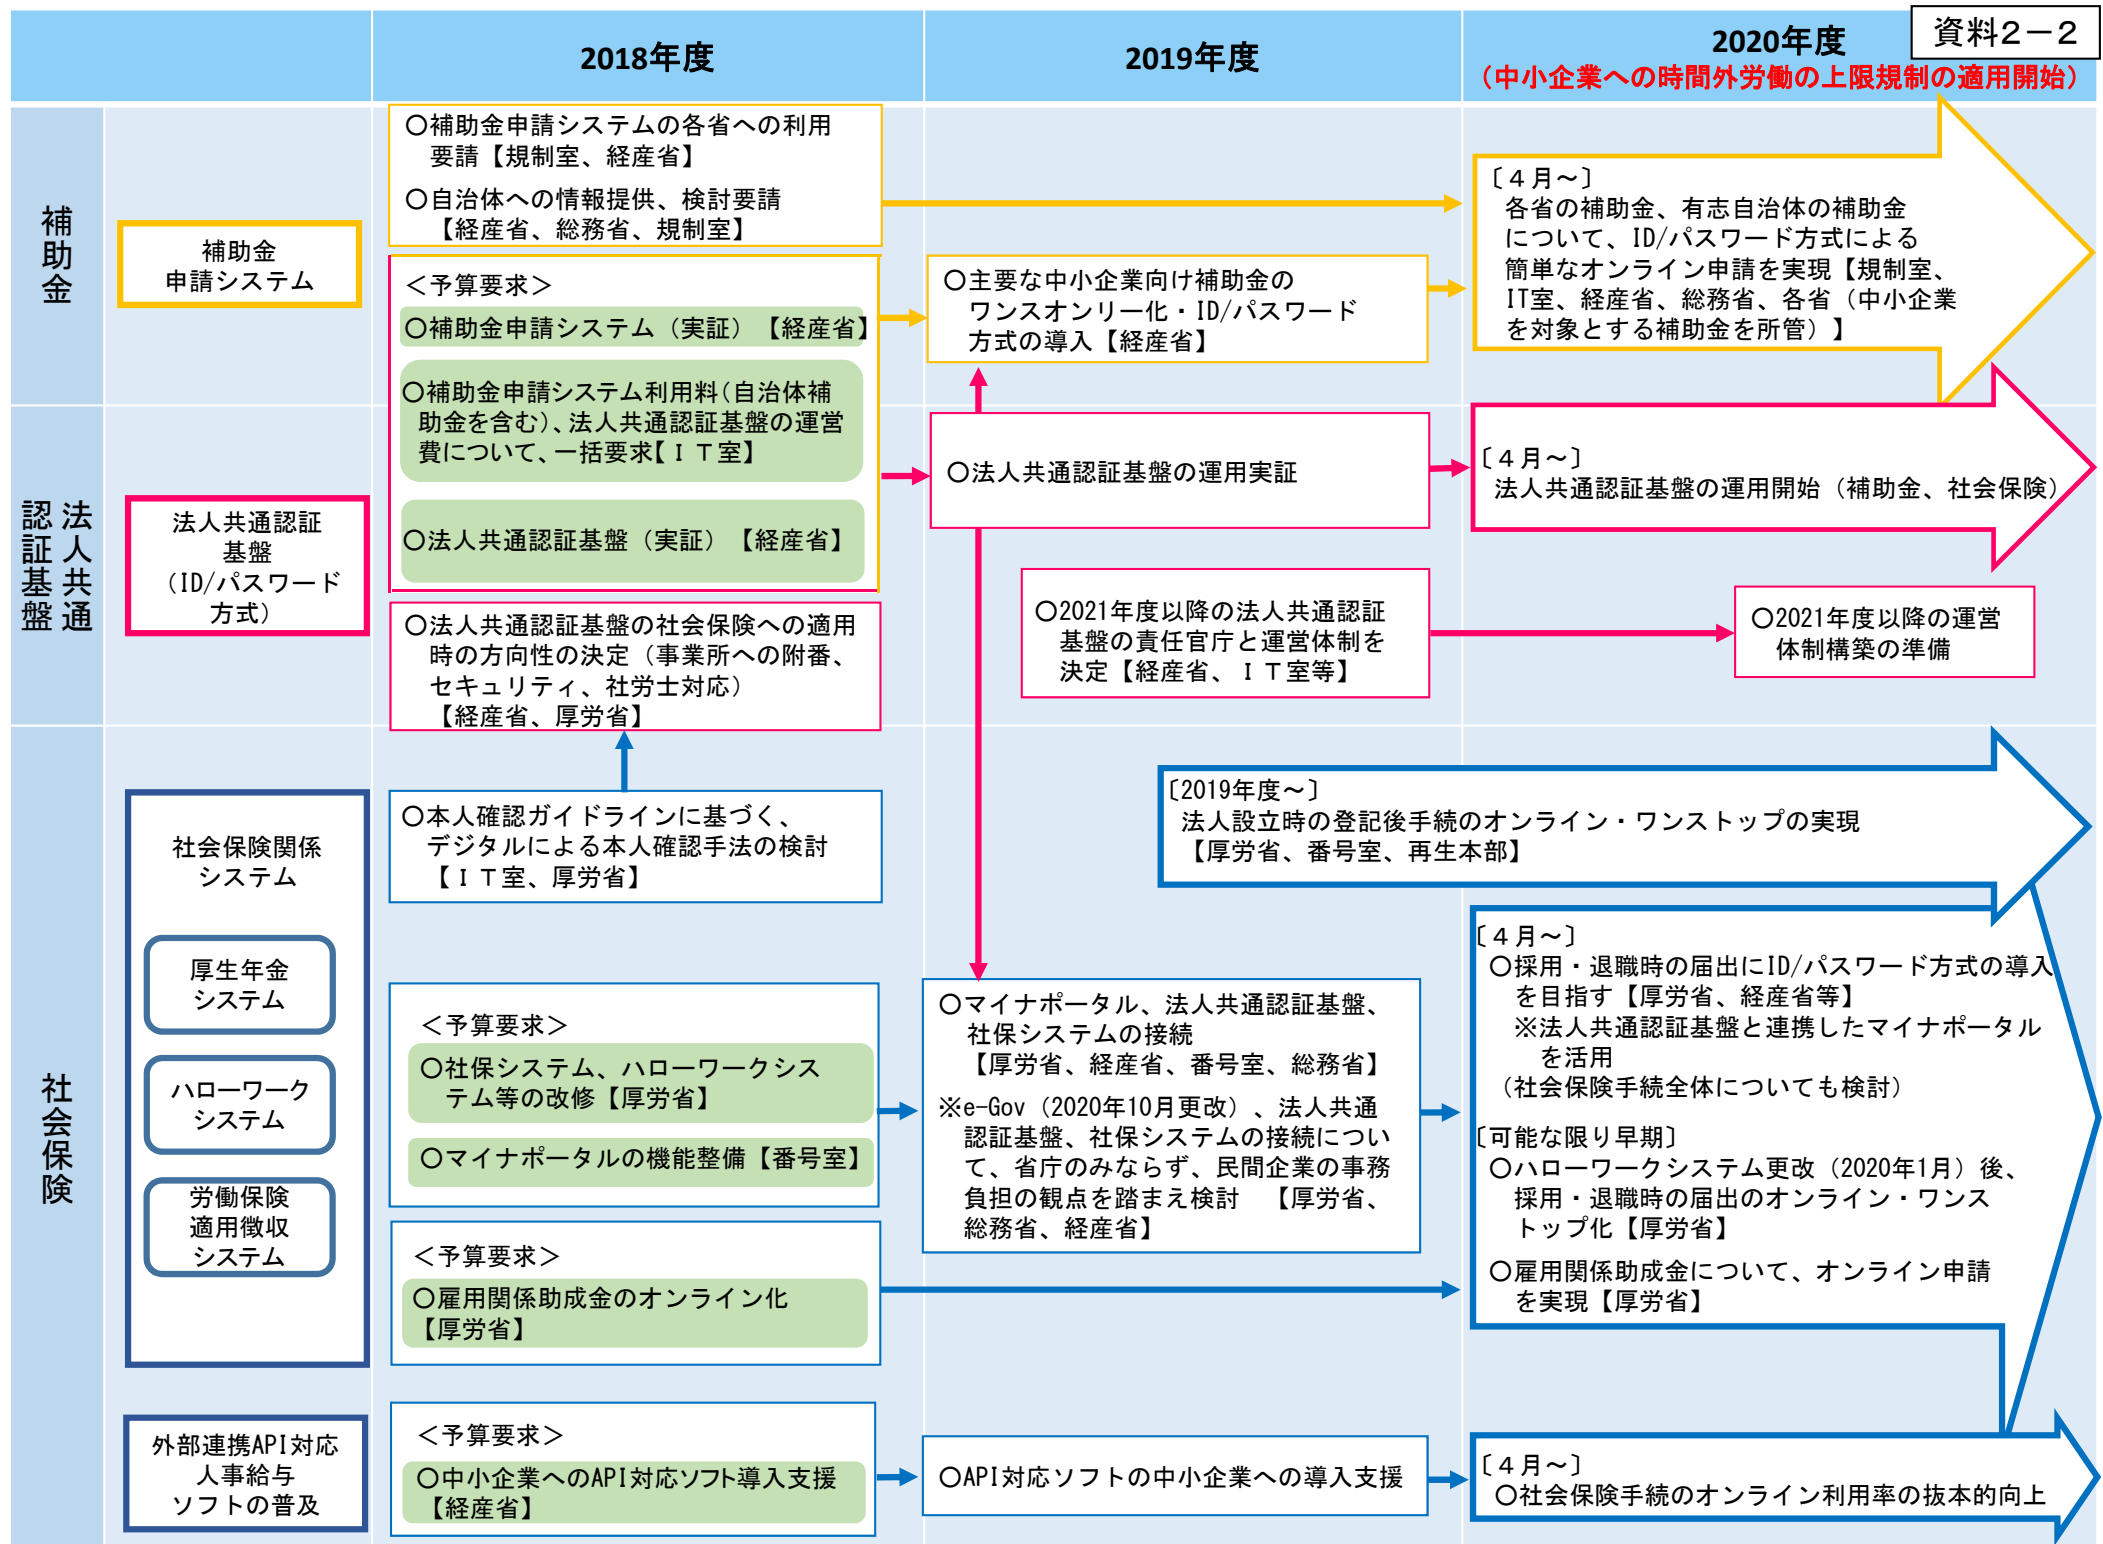 資料2－2
2018年度
2019年度
2020年度
（中小企業への時間外労働の上限規制の適用開始）
補助金
補助金
申請システム
〇補助金申請システムの各省への利用
要請【規制室、経産省】
〇自治体への情報提供、検討要請
【経産省、総務省、規制室】
＜予算要求＞
〇補助金申請システム（実証）【経産省】
〇補助金申請システム利用料（自治体補
助金を含む）、法人共通認証基盤の運営
費について、一括要求【ＩＴ室】
〇法人共通認証基盤（実証）【経産省】
〇主要な中小企業向け補助金の
ワンスオンリー化・ID/パスワード
方式の導入【経産省】
〔４月～〕
各省の補助金、有志自治体の補助金
について、ID/パスワード方式による
簡単なオンライン申請を実現【規制室、
IT室、経産省、総務省、各省（中小企業
を対象とする補助金を所管）】
法人共通
認証基盤
法人共通認証
基盤
（ID/パスワード
方式）
〇法人共通認証基盤の社会保険への適用
時の方向性の決定（事業所への附番、
セキュリティ、社労士対応）
【経産省、厚労省】
〇法人共通認証基盤の運用実証
〔４月～〕
法人共通認証基盤の運用開始（補助金、社会保険）
〇2021年度以降の法人共通認証
基盤の責任官庁と運営体制を
決定【経産省、ＩＴ室等】
〇2021年度以降の運営
体制構築の準備
社会保険
社会保険関係
システム
厚生年金
システム
ハローワーク
システム
労働保険
適用徴収
システム
〇本人確認ガイドラインに基づく、
デジタルによる本人確認手法の検討
【ＩＴ室、厚労省】
〔2019年度～〕
法人設立時の登記後手続のオンライン・ワンストップの実現
【厚労省、番号室、再生本部】
＜予算要求＞
〇社保システム、ハローワークシス
テム等の改修【厚労省】
〇マイナポータルの機能整備【番号室】
〇マイナポータル、法人共通認証基盤、
社保システムの接続
【厚労省、経産省、番号室、総務省】
※e-Gov（2020年10月更改）、法人共通
認証基盤、社保システムの接続につい
て、省庁のみならず、民間企業の事務
負担の観点を踏まえ検討　【厚労省、
総務省、経産省】
〔４月～〕
〇採用・退職時の届出にID/パスワード方式の導入
を目指す【厚労省、経産省等】
※法人共通認証基盤と連携したマイナポータル
を活用
（社会保険手続全体についても検討）
〔可能な限り早期〕
〇ハローワークシステム更改（2020年1月）後、
採用・退職時の届出のオンライン・ワンス
トップ化【厚労省】
〇雇用関係助成金について、オンライン申請
を実現【厚労省】
＜予算要求＞
〇雇用関係助成金のオンライン化
【厚労省】
外部連携API対応
人事給与
ソフトの普及
＜予算要求＞
〇中小企業へのAPI対応ソフト導入支援
【経産省】
〇API対応ソフトの中小企業への導入支援
〔４月～〕
〇社会保険手続のオンライン利用率の抜本的向上